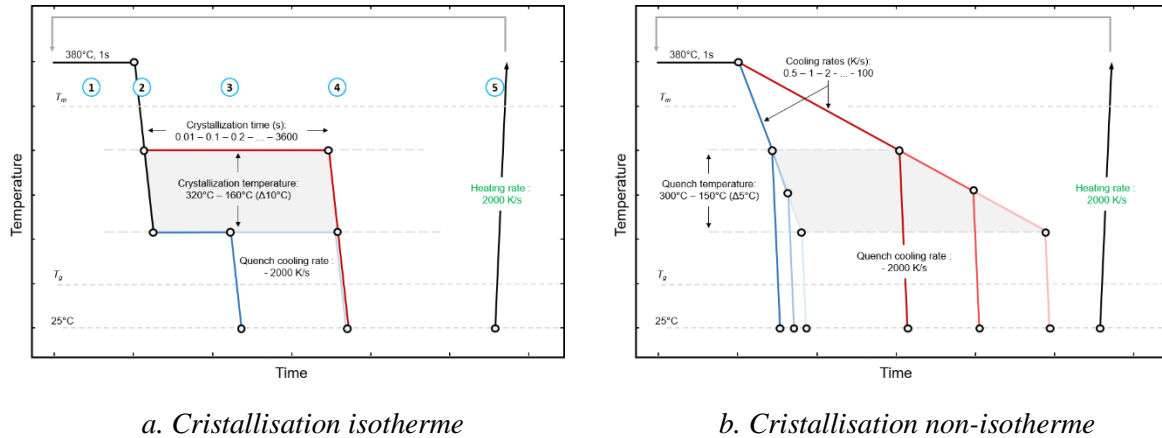 380°C, 1s
1
2
3
4
5
Tm
Crystallization time (s):
0.01 – 0.1 – 0.2 – ... – 3600
Crystallization temperature:
320°C – 160°C (Δ10°C)
Heating rate :
2000 K/s
Quench cooling rate :
- 2000 K/s
Tg
25°C
Temperature
Time
a. Cristallisation isotherme
380°C, 1s
Cooling rates (K/s):
0.5 – 1 – 2 - ... - 100
Tm
Quench temperature:
300°C – 150°C (Δ5°C)
Heating rate :
2000 K/s
Quench cooling rate :
- 2000 K/s
Tg
25°C
Temperature
Time
b. Cristallisation non-isotherme